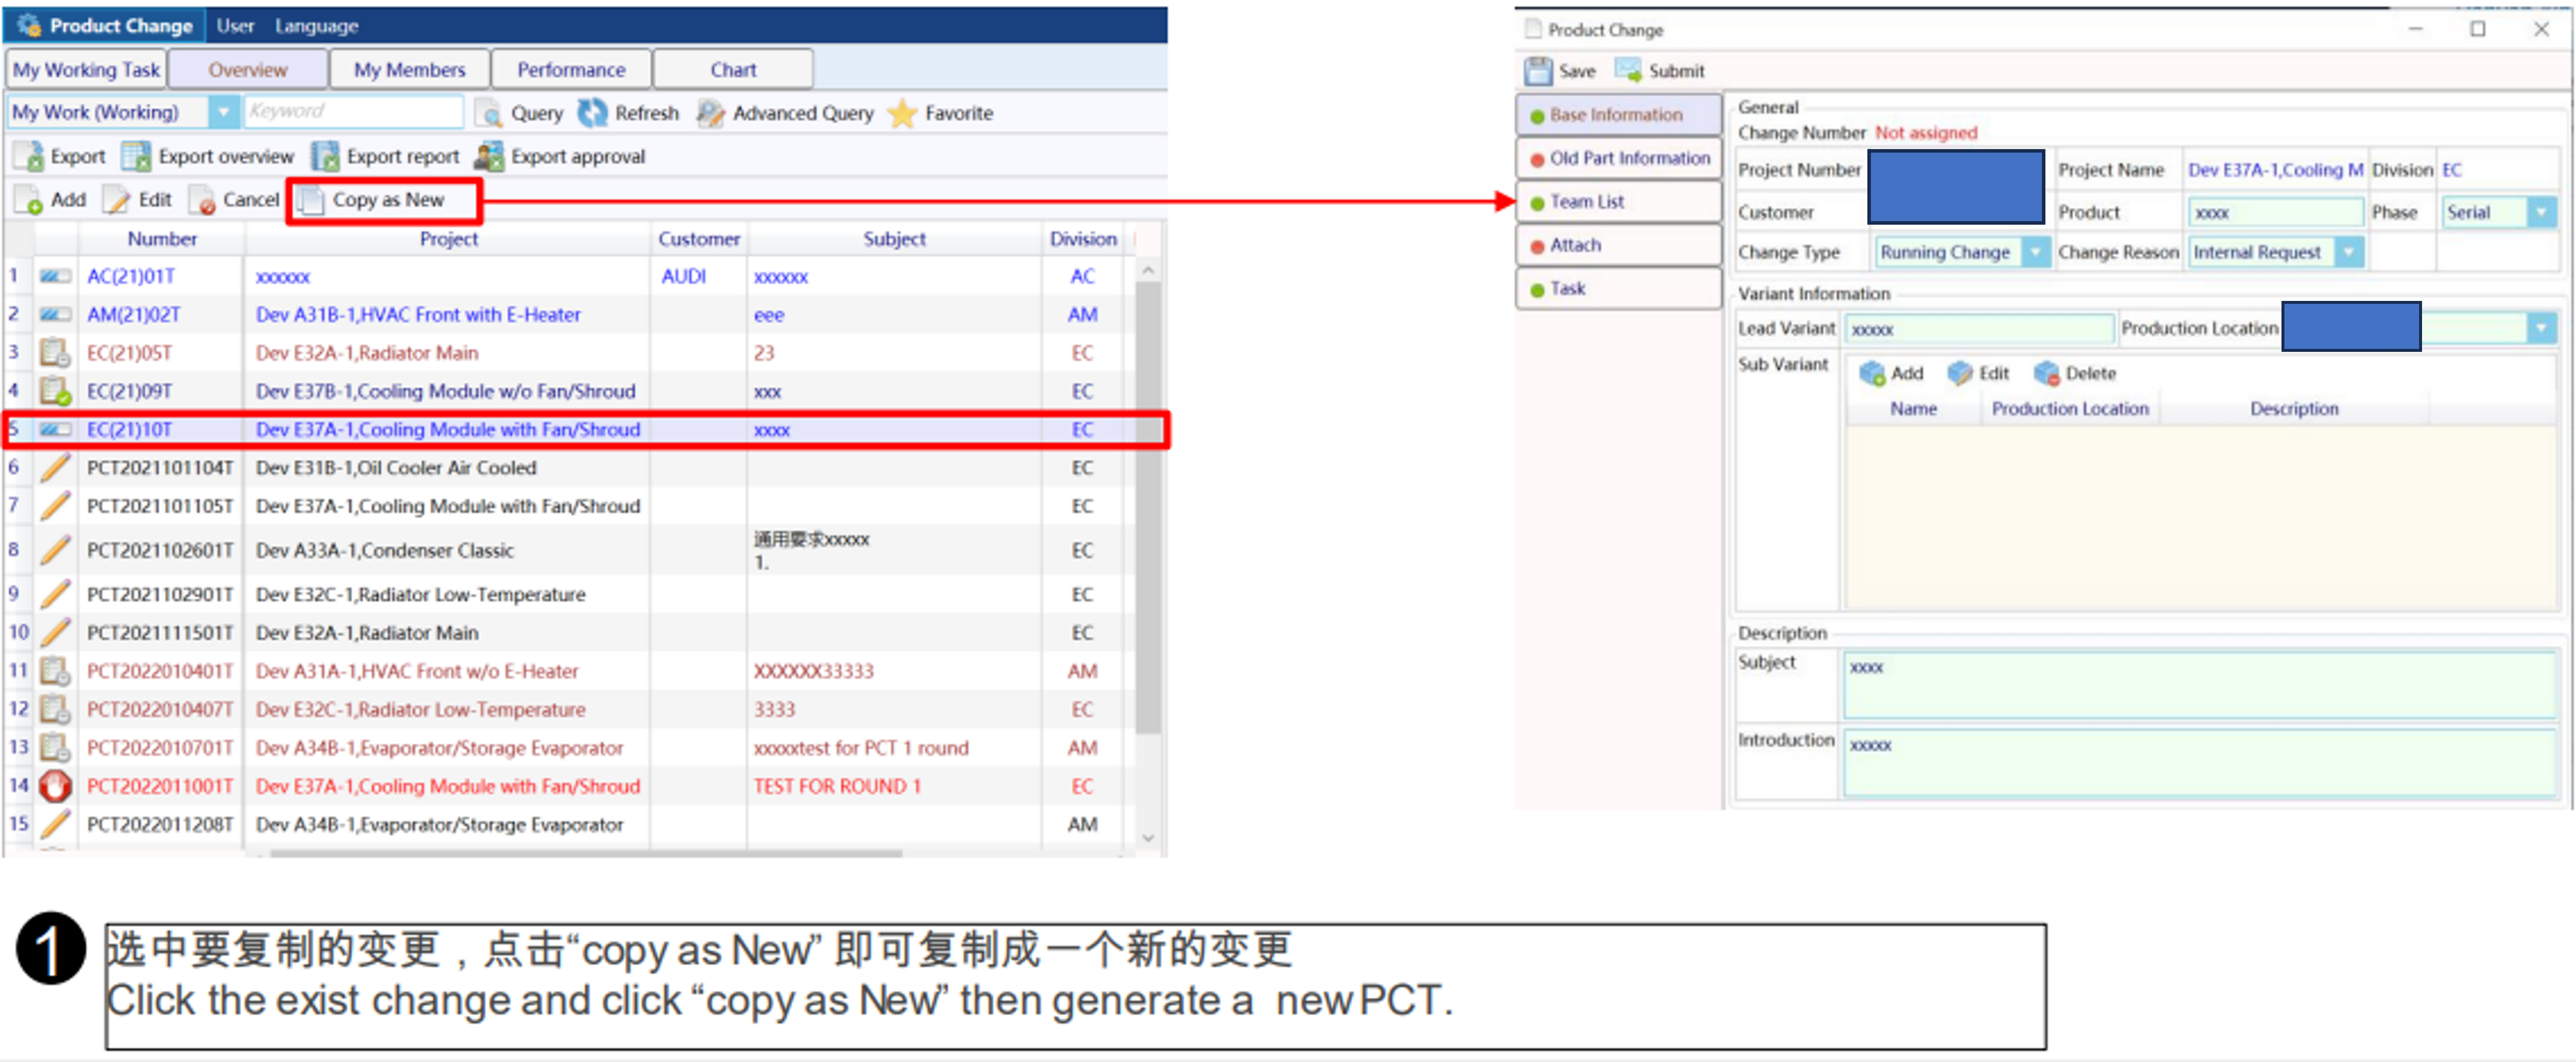 Product Change User Language
My Working Task Overview My Members Performance Chart
My Work (Working) Keyword Query Refresh Advanced Query Favorite
Export Export overview Export report Export approval
Add Edit Cancel Copy as New
Number Project Customer Subject Division
1 AC(21)01T xxxxxx AUDI xxxxxx AC
2 AM(21)02T Dev A31B-1,HVAC Front with E-Heater eee AM
3 EC(21)05T Dev E32A-1,Radiator Main 23 EC
4 EC(21)09T Dev E37B-1,Cooling Module w/o Fan/Shroud xxx EC
5 EC(21)10T Dev E37A-1,Cooling Module with Fan/Shroud xxxx EC
6 PCT2021101104T Dev E31B-1,Oil Cooler Air Cooled EC
7 PCT2021101105T Dev E37A-1,Cooling Module with Fan/Shroud EC
8 PCT2021102601T Dev A33A-1,Condenser Classic 通用要求xxxxx EC
1.
9 PCT2021102901T Dev E32C-1,Radiator Low-Temperature EC
10 PCT2021111501T Dev E32A-1,Radiator Main EC
11 PCT2022010401T Dev A31A-1,HVAC Front w/o E-Heater XXXXXX33333 AM
12 PCT2022010407T Dev E32C-1,Radiator Low-Temperature 3333 EC
13 PCT2022010701T Dev A34B-1,Evaporator/Storage Evaporator xxxxxtest for PCT 1 round AM
14 PCT2022011001T Dev E37A-1,Cooling Module with Fan/Shroud TEST FOR ROUND 1 EC
15 PCT2022011208T Dev A34B-1,Evaporator/Storage Evaporator AM
Product Change
Save Submit
Base Information
Old Part Information
Team List
Attach
Task
General
Change Number Not assigned
Project Number Project Name Dev E37A-1,Cooling M Division EC
Customer Product xxxx Phase Serial
Change Type Running Change Change Reason Internal Request
Variant Information
Lead Variant xxxxx Production Location
Sub Variant Add Edit Delete
Name Production Location Description
Description
Subject xxxx
Introduction xxxxx
1 选中要复制的变更，点击“copy as New” 即可复制成一个新的变更
Click the exist change and click “copy as New” then generate a new PCT.